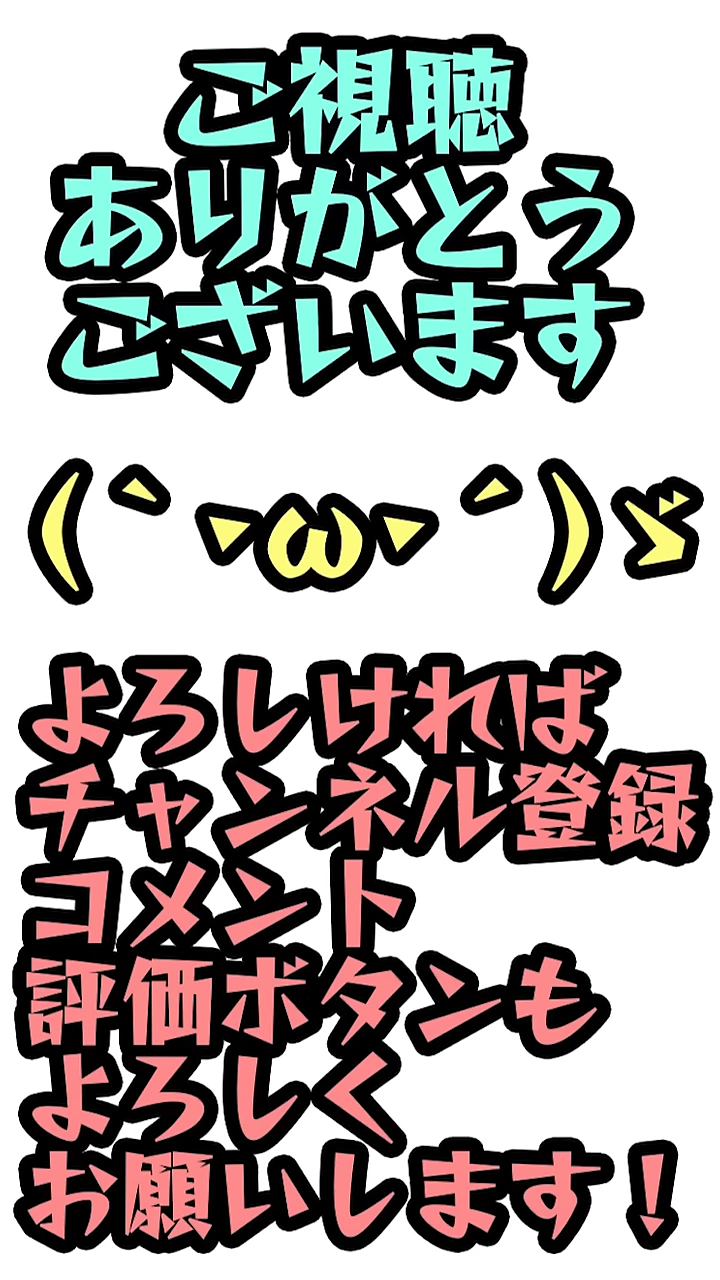 ご視聴
ありがとう
ございます
(｀・ω・´)ゞ
よろしければ
チャンネル登録
コメント
評価ボタンも
よろしく
お願いします！